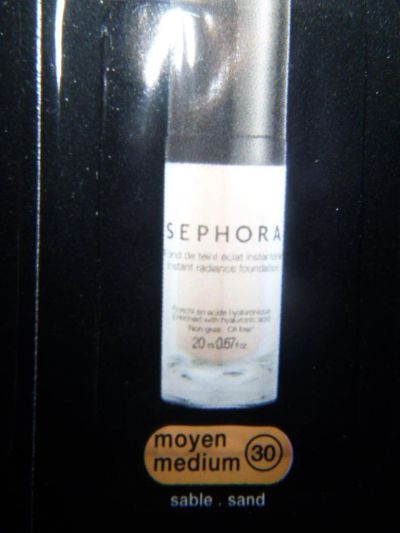 SEPHORA
Fond de teint éclat instantané
Instant radiance foundation
Enrichi en acide hyaluronique
Enriched with hyaluronic acid
Non gras . Oil free
20 ml 0.67 fl oz
moyen
medium 30
sable . sand